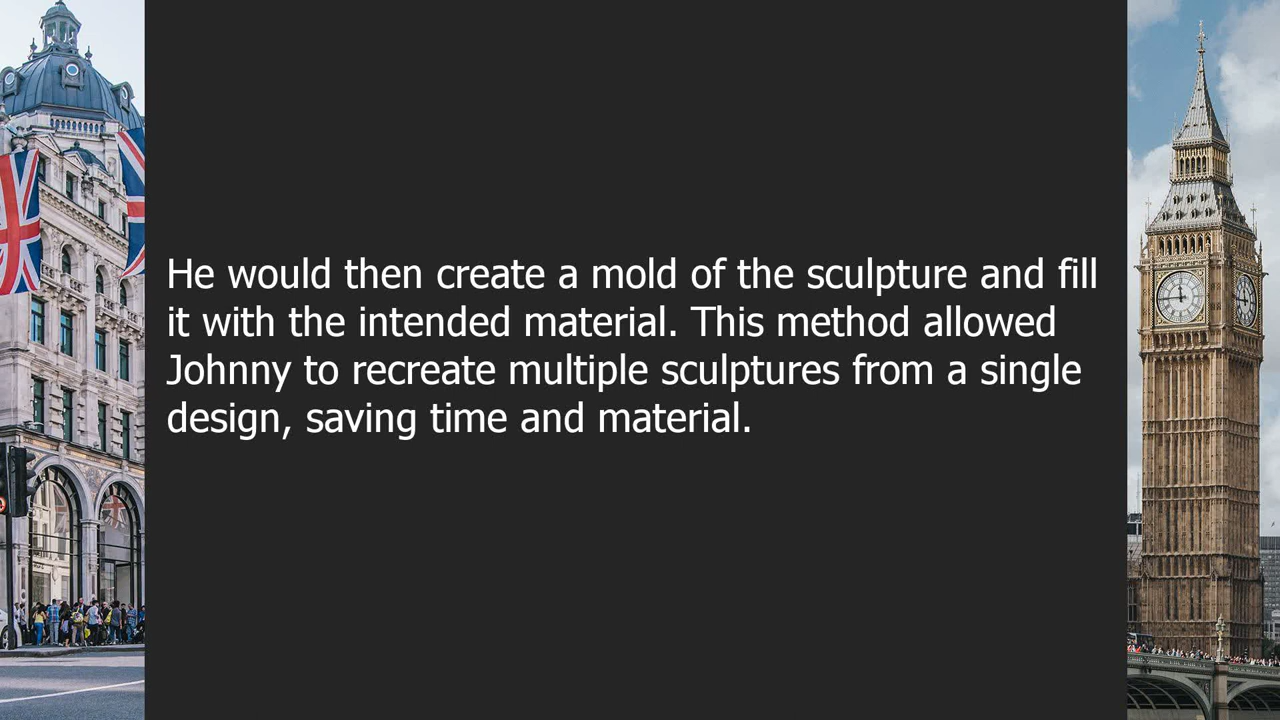 He would then create a mold of the sculpture and fill
it with the intended material. This method allowed
Johnny to recreate multiple sculptures from a single
design, saving time and material.